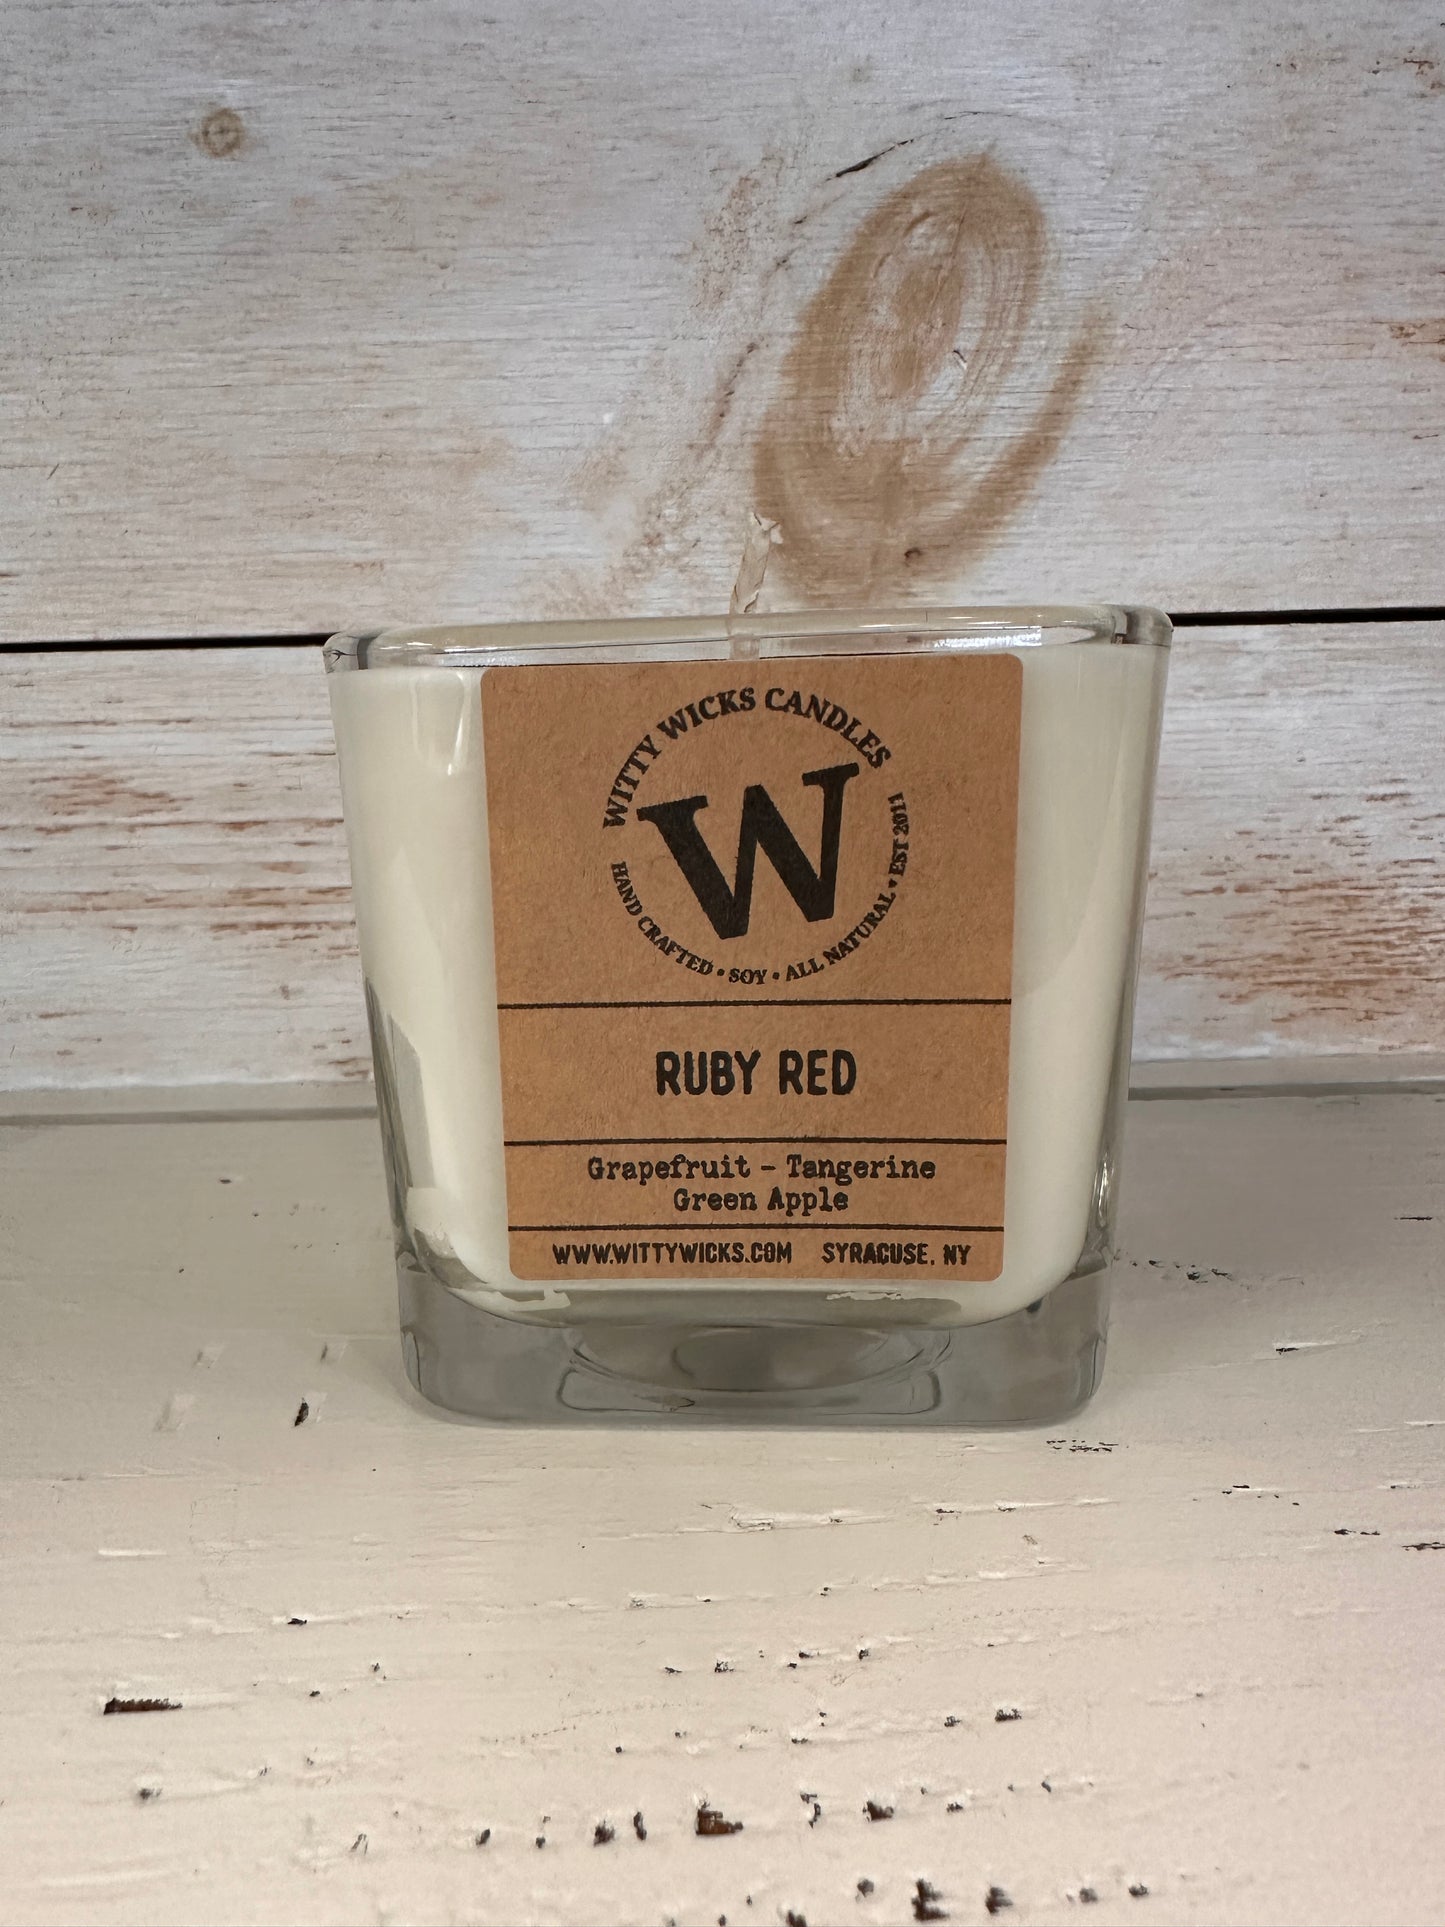 WITTY WICKS CANDLES
W
HAND CRAFTED • SOY • ALL NATURAL • EST 2011
RUBY RED
Grapefruit - Tangerine
Green Apple
WWW.WITTYWICKS.COM SYRACUSE, NY